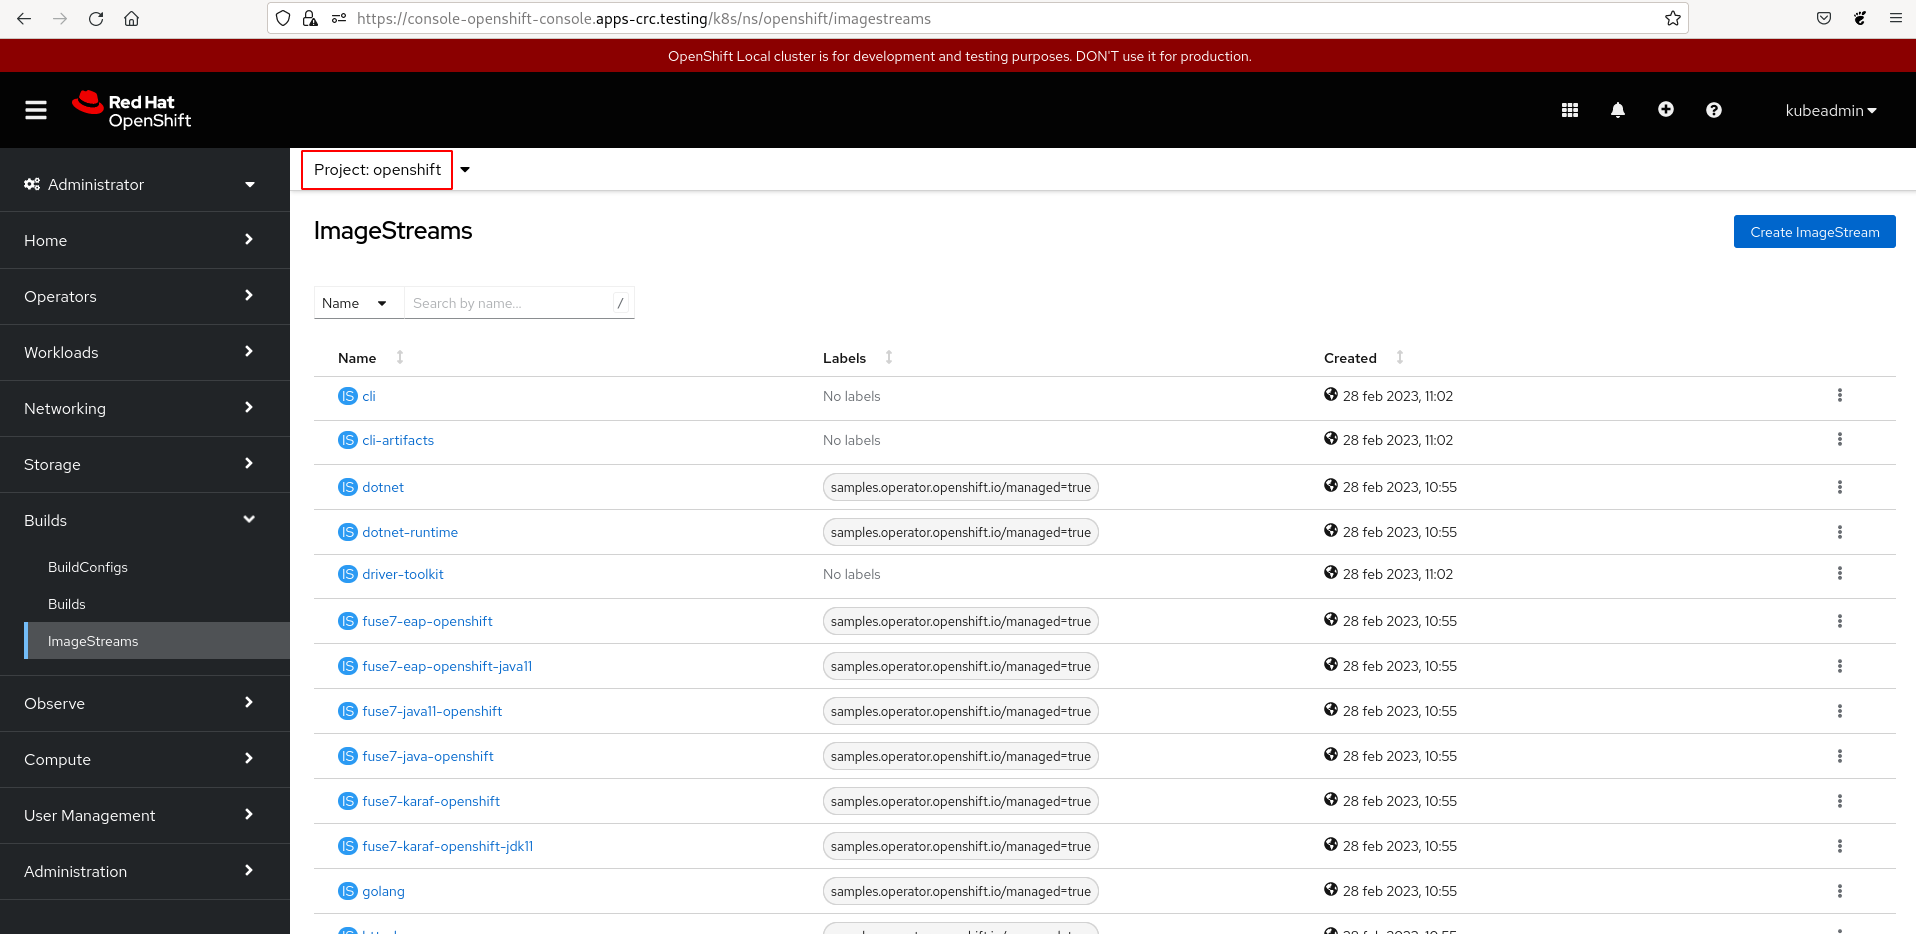 https://console-openshift-console.apps-crc.testing/k8s/ns/openshift/imagestreams
OpenShift Local cluster is for development and testing purposes. DON'T use it for production.
Red Hat
OpenShift
kubeadmin
Administrator
Home
Operators
Workloads
Networking
Storage
Builds
BuildConfigs
Builds
ImageStreams
Observe
Compute
User Management
Administration
Project: openshift
ImageStreams
Create ImageStream
Name Search by name... /
Name Labels Created
IS cli No labels 28 feb 2023, 11:02
IS cli-artifacts No labels 28 feb 2023, 11:02
IS dotnet samples.operator.openshift.io/managed=true 28 feb 2023, 10:55
IS dotnet-runtime samples.operator.openshift.io/managed=true 28 feb 2023, 10:55
IS driver-toolkit No labels 28 feb 2023, 11:02
IS fuse7-eap-openshift samples.operator.openshift.io/managed=true 28 feb 2023, 10:55
IS fuse7-eap-openshift-java11 samples.operator.openshift.io/managed=true 28 feb 2023, 10:55
IS fuse7-java11-openshift samples.operator.openshift.io/managed=true 28 feb 2023, 10:55
IS fuse7-java-openshift samples.operator.openshift.io/managed=true 28 feb 2023, 10:55
IS fuse7-karaf-openshift samples.operator.openshift.io/managed=true 28 feb 2023, 10:55
IS fuse7-karaf-openshift-jdk11 samples.operator.openshift.io/managed=true 28 feb 2023, 10:55
IS golang samples.operator.openshift.io/managed=true 28 feb 2023, 10:55